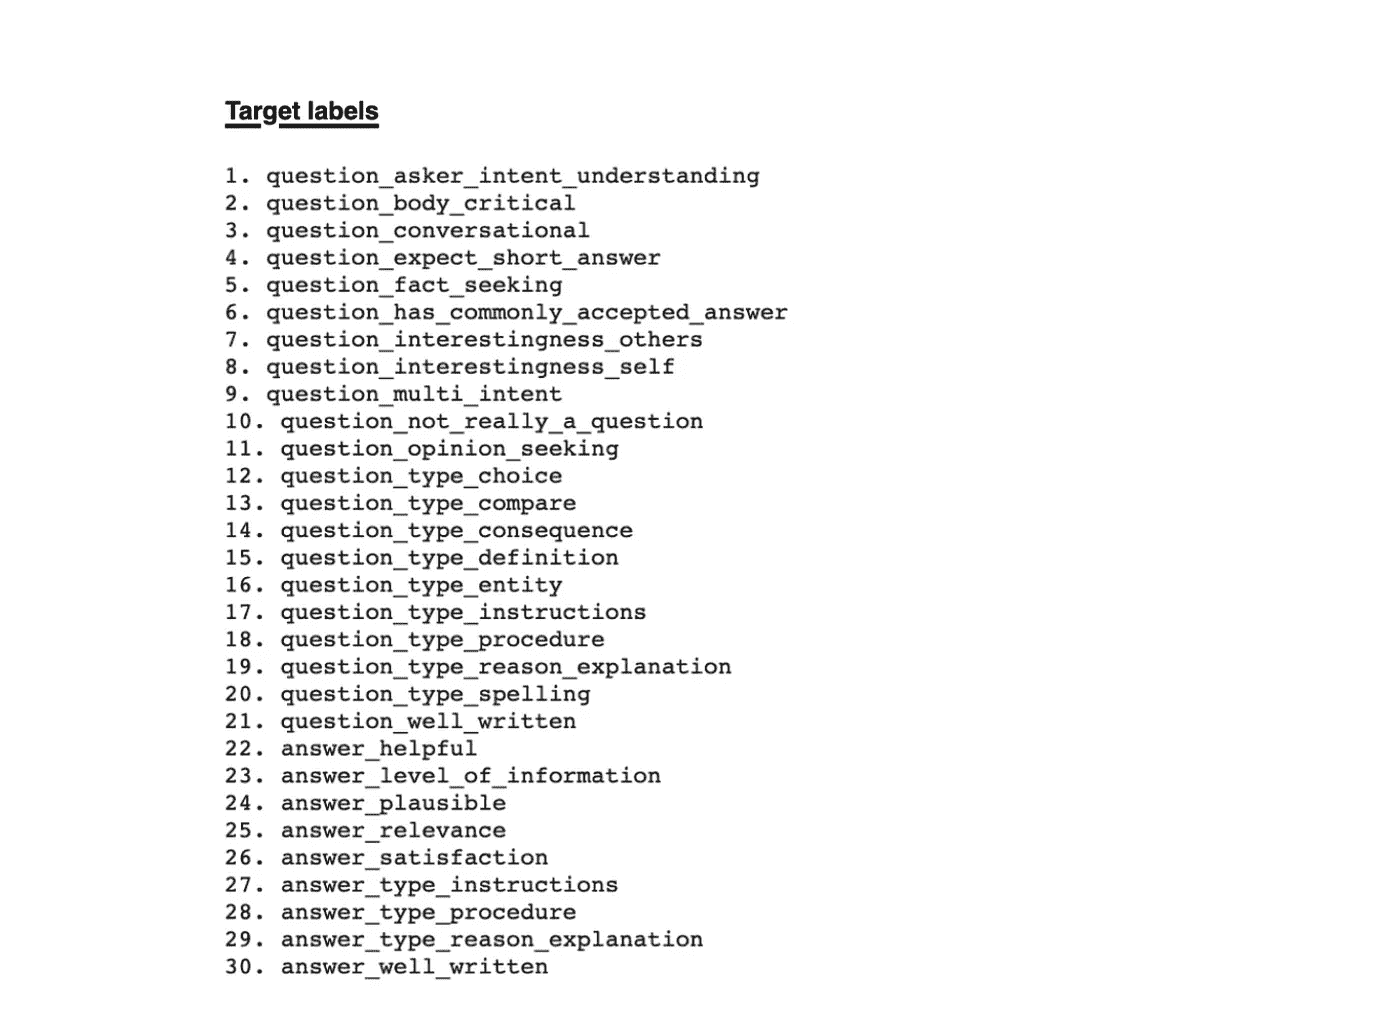 Target labels
1. question_asker_intent_understanding
2. question_body_critical
3. question_conversational
4. question_expect_short_answer
5. question_fact_seeking
6. question_has_commonly_accepted_answer
7. question_interestingness_others
8. question_interestingness_self
9. question_multi_intent
10. question_not_really_a_question
11. question_opinion_seeking
12. question_type_choice
13. question_type_compare
14. question_type_consequence
15. question_type_definition
16. question_type_entity
17. question_type_instructions
18. question_type_procedure
19. question_type_reason_explanation
20. question_type_spelling
21. question_well_written
22. answer_helpful
23. answer_level_of_information
24. answer_plausible
25. answer_relevance
26. answer_satisfaction
27. answer_type_instructions
28. answer_type_procedure
29. answer_type_reason_explanation
30. answer_well_written